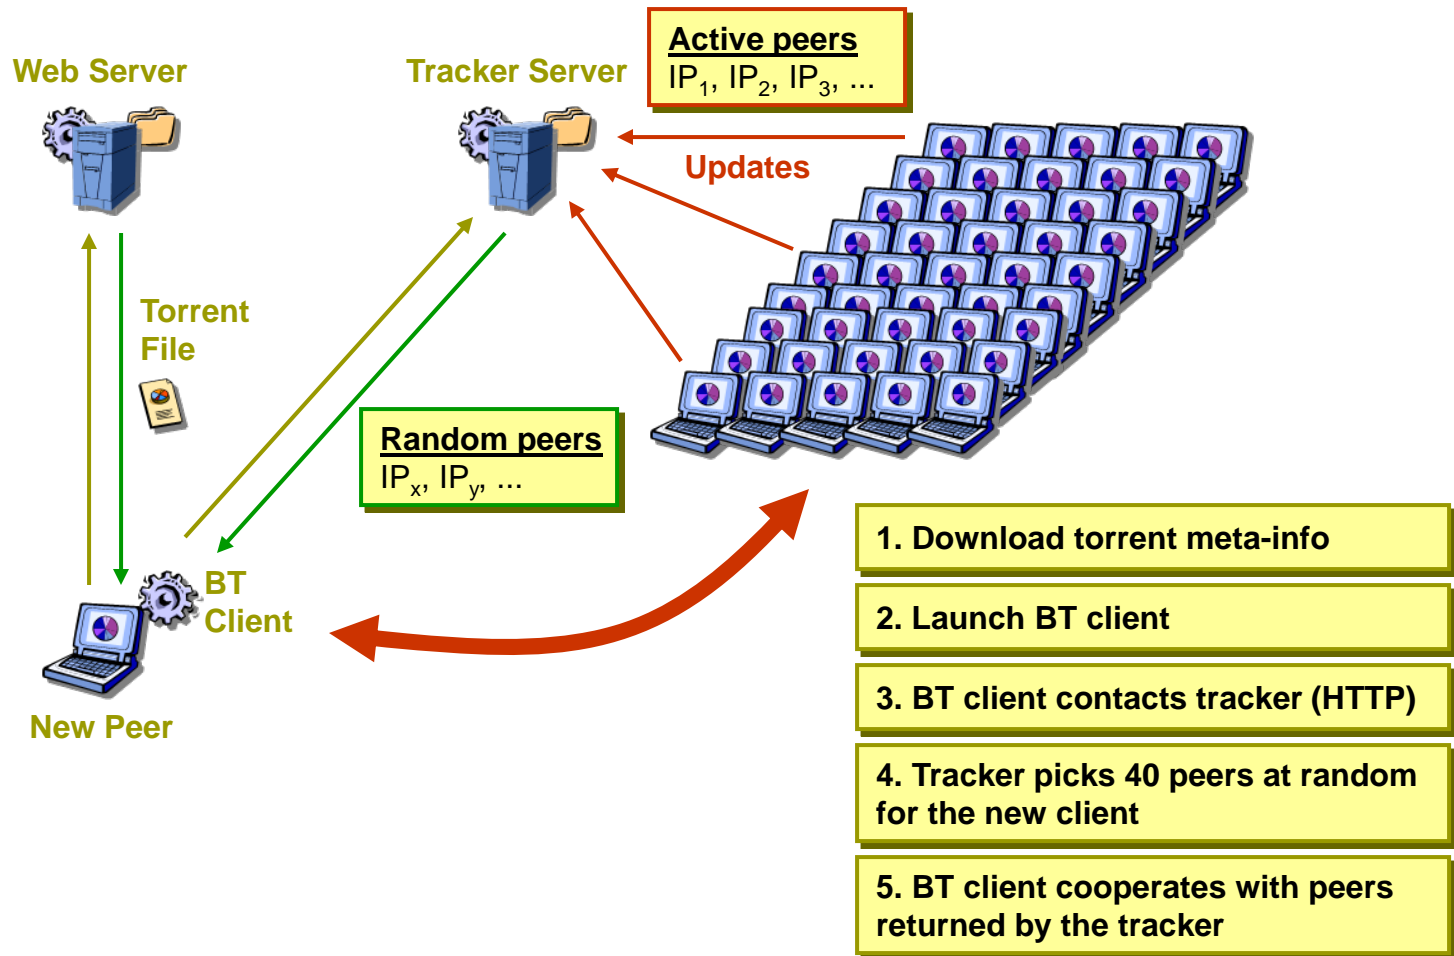 Web Server
Tracker Server
Active peers
IP1, IP2, IP3, ...
Updates
Torrent
File
Random peers
IPx, IPy, ...
BT
Client
New Peer
1. Download torrent meta-info
2. Launch BT client
3. BT client contacts tracker (HTTP)
4. Tracker picks 40 peers at random
for the new client
5. BT client cooperates with peers
returned by the tracker